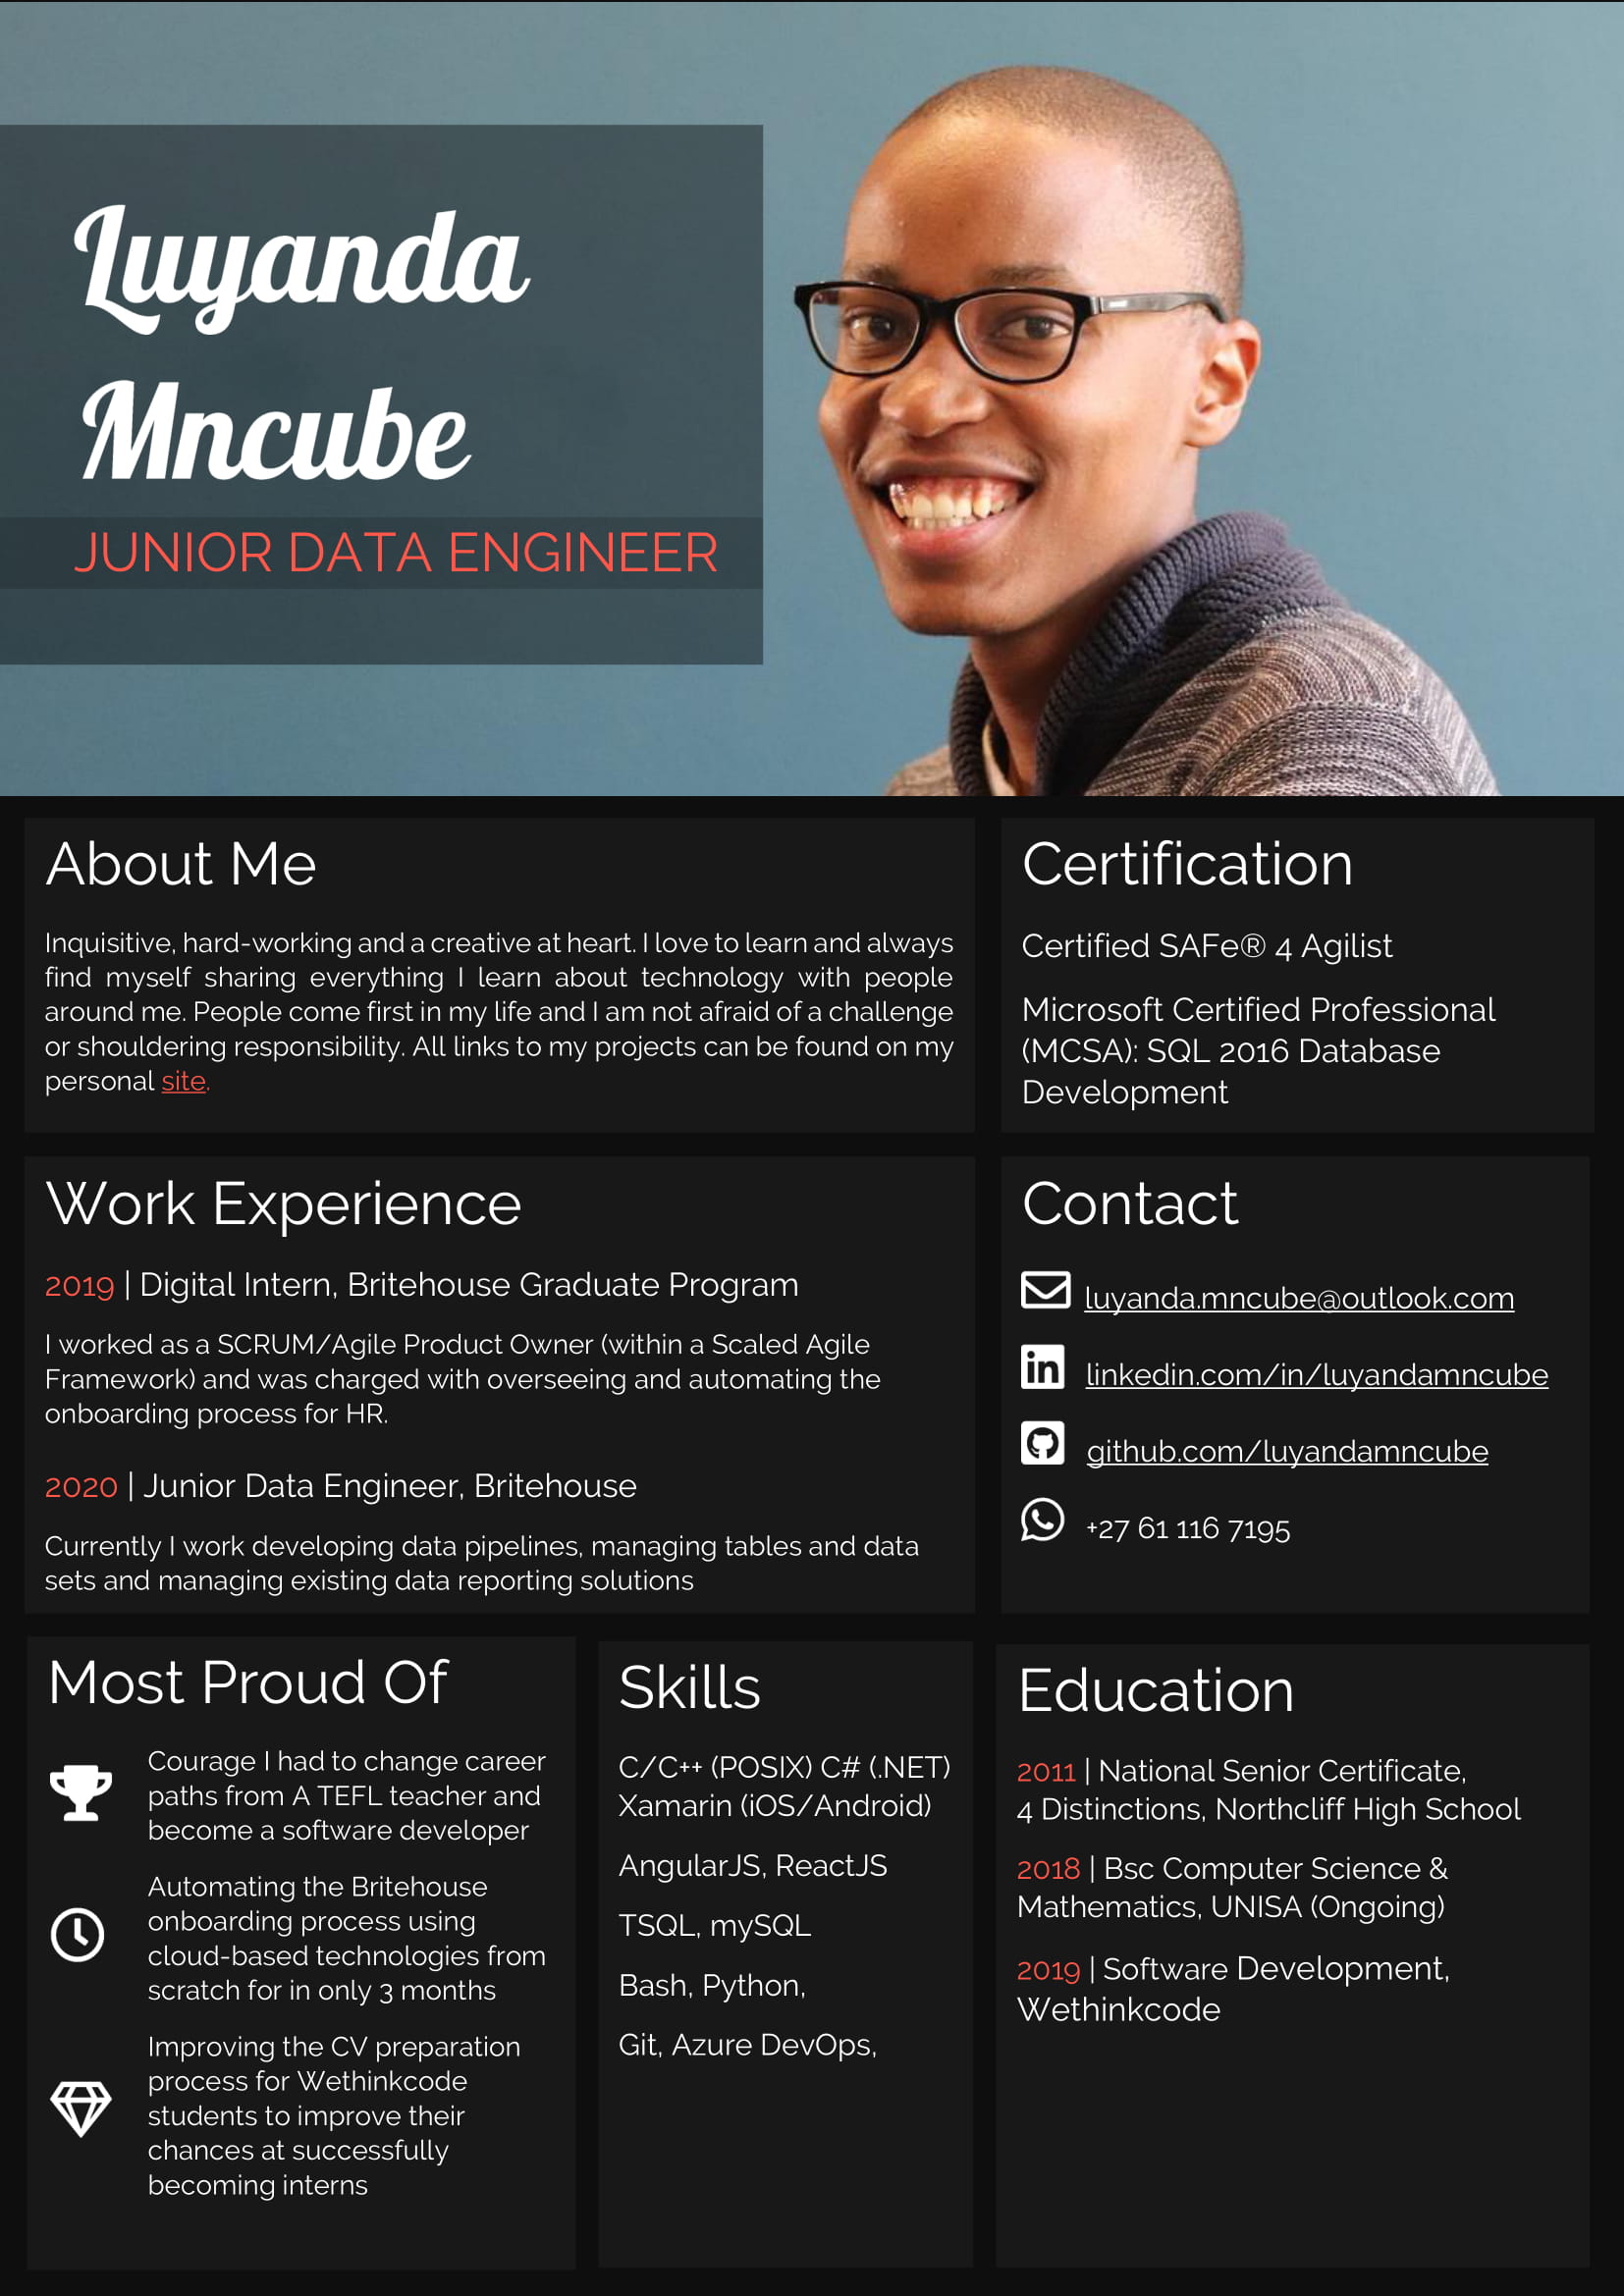 Luyanda
Mncube
JUNIOR DATA ENGINEER
About Me
Inquisitive, hard-working and a creative at heart. I love to learn and always
find myself sharing everything I learn about technology with people
around me. People come first in my life and I am not afraid of a challenge
or shouldering responsibility. All links to my projects can be found on my
personal site.
Certification
Certified SAFe® 4 Agilist
Microsoft Certified Professional
(MCSA): SQL 2016 Database
Development
Work Experience
2019 | Digital Intern, Britehouse Graduate Program
I worked as a SCRUM/Agile Product Owner (within a Scaled Agile
Framework) and was charged with overseeing and automating the
onboarding process for HR.
2020 | Junior Data Engineer, Britehouse
Currently I work developing data pipelines, managing tables and data
sets and managing existing data reporting solutions
Contact
luyanda.mncube@outlook.com
linkedin.com/in/luyandamncube
github.com/luyandamncube
+27 61 116 7195
Most Proud Of
Courage I had to change career
paths from A TEFL teacher and
become a software developer
Automating the Britehouse
onboarding process using
cloud-based technologies from
scratch for in only 3 months
Improving the CV preparation
process for Wethinkcode
students to improve their
chances at successfully
becoming interns
Skills
C/C++ (POSIX) C# (.NET)
Xamarin (iOS/Android)
AngularJS, ReactJS
TSQL, mySQL
Bash, Python,
Git, Azure DevOps,
Education
2011 | National Senior Certificate,
4 Distinctions, Northcliff High School
2018 | Bsc Computer Science &
Mathematics, UNISA (Ongoing)
2019 | Software Development,
Wethinkcode